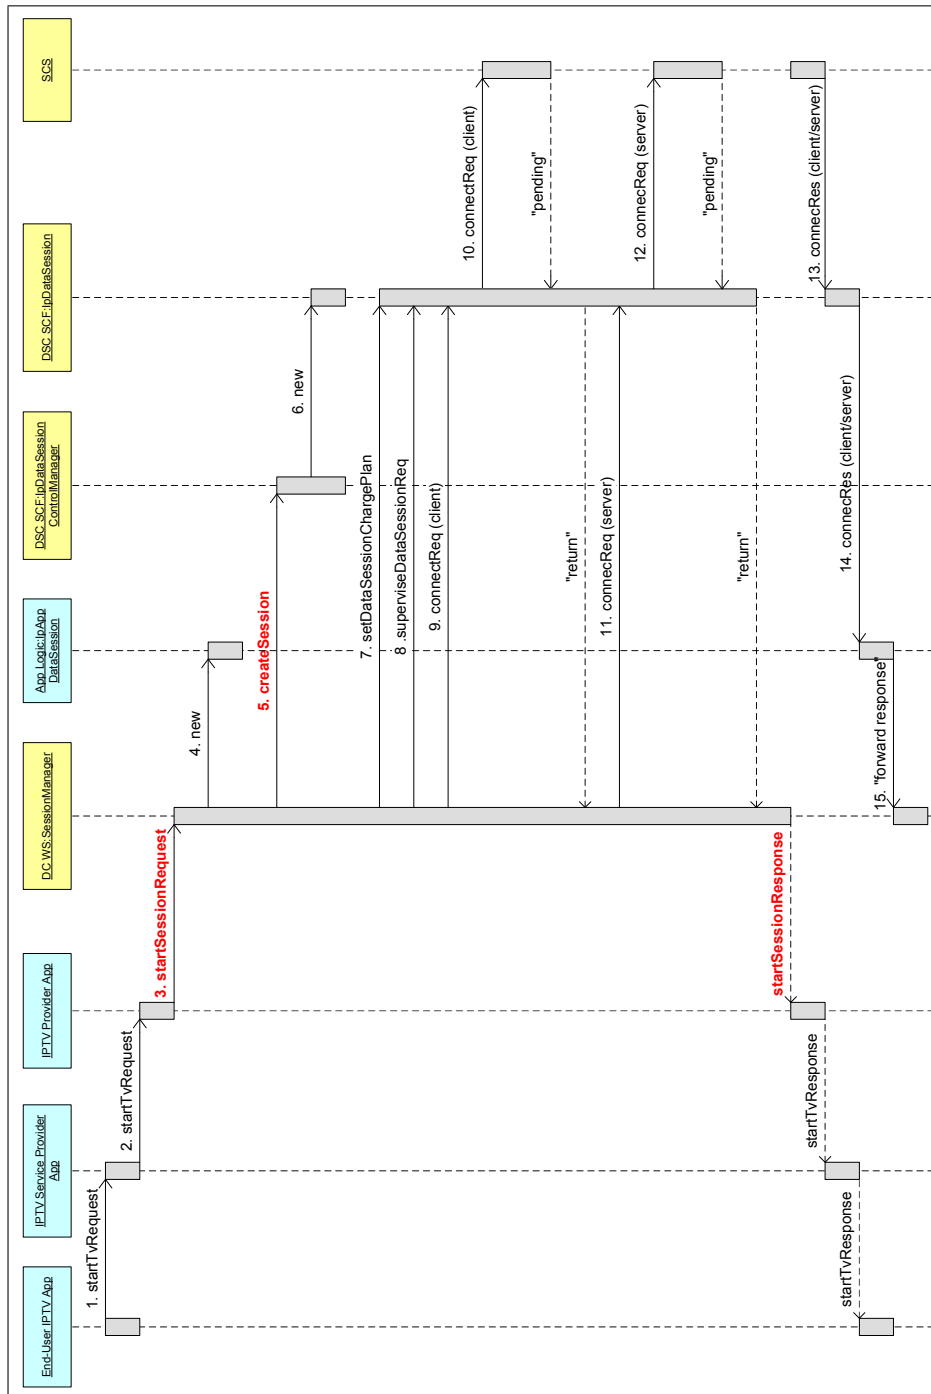 End-User IPTV App
IPTV Service Provider
App
IPTV Provider App
DC WS:SessionManager
App Logic:IpApp
DataSession
DSC SCF:IpDataSession
ControlManager
DSC SCF:IpDataSession
SCS
1. startTvRequest
2. startTvRequest
3. startSessionRequest
4. new
5. createSession
6. new
7. setDataSessionChargePlan
8 .superviseDataSessionReq
9. connectReq (client)
10. connectReq (client)
"pending"
"return"
11. connecReq (server)
12. connecReq (server)
"pending"
"return"
startSessionResponse
13. connecRes (client/server)
startTvResponse
14. connecRes (client/server)
startTvResponse
15. "forward response"